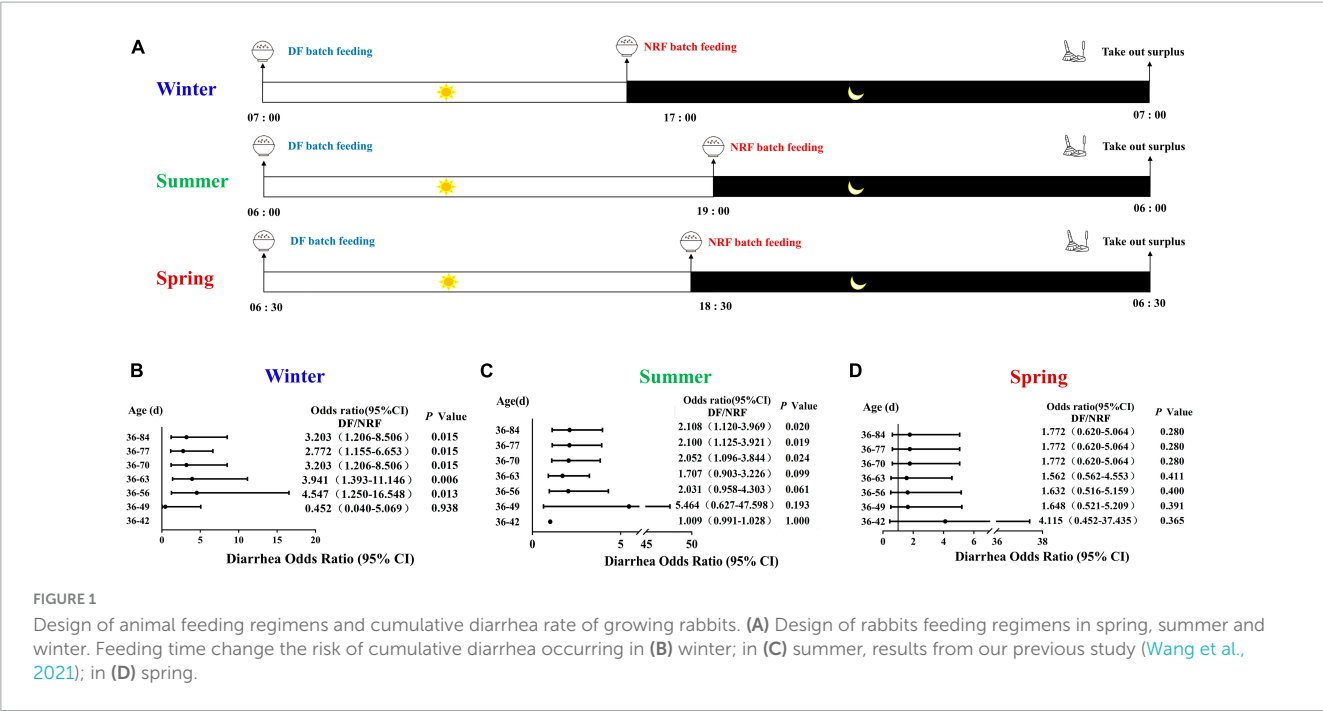 A
DF batch feeding
NRF batch feeding
Take out surplus
Winter
07 : 00
17 : 00
07 : 00
DF batch feeding
NRF batch feeding
Take out surplus
Summer
06 : 00
19 : 00
06 : 00
DF batch feeding
NRF batch feeding
Take out surplus
Spring
06 : 30
18 : 30
06 : 30
B
Winter
Age (d)
Odds ratio(95%CI)
DF/NRF
P Value
36-84 3.203（1.206-8.506） 0.015
36-77 2.772（1.155-6.653） 0.015
36-70 3.203（1.206-8.506） 0.015
36-63 3.941（1.393-11.146） 0.006
36-56 4.547（1.250-16.548） 0.013
36-49 0.452（0.040-5.069） 0.938
36-42
0 5 10 15 20
Diarrhea Odds Ratio (95% CI)
C
Summer
Age(d)
Odds ratio(95%CI)
DF/NRF
P Value
36-84 2.108（1.120-3.969） 0.020
36-77 2.100（1.125-3.921） 0.019
36-70 2.052（1.096-3.844） 0.024
36-63 1.707（0.903-3.226） 0.099
36-56 2.031（0.958-4.303） 0.061
36-49 5.464（0.627-47.598） 0.193
36-42 1.009（0.991-1.028） 1.000
0 5 45 50
Diarrhea Odds Ratio (95% CI)
D
Spring
Age (d)
Odds ratio(95%CI)
DF/NRF
P Value
36-84 1.772（0.620-5.064） 0.280
36-77 1.772（0.620-5.064） 0.280
36-70 1.772（0.620-5.064） 0.280
36-63 1.562（0.562-4.553） 0.411
36-56 1.632（0.516-5.159） 0.400
36-49 1.648（0.521-5.209） 0.391
36-42 4.115（0.452-37.435） 0.365
0 2 4 6 36 38
Diarrhea Odds Ratio (95% CI)
FIGURE 1
Design of animal feeding regimens and cumulative diarrhea rate of growing rabbits. (A) Design of rabbits feeding regimens in spring, summer and
winter. Feeding time change the risk of cumulative diarrhea occurring in (B) winter; in (C) summer, results from our previous study (Wang et al.,
2021); in (D) spring.